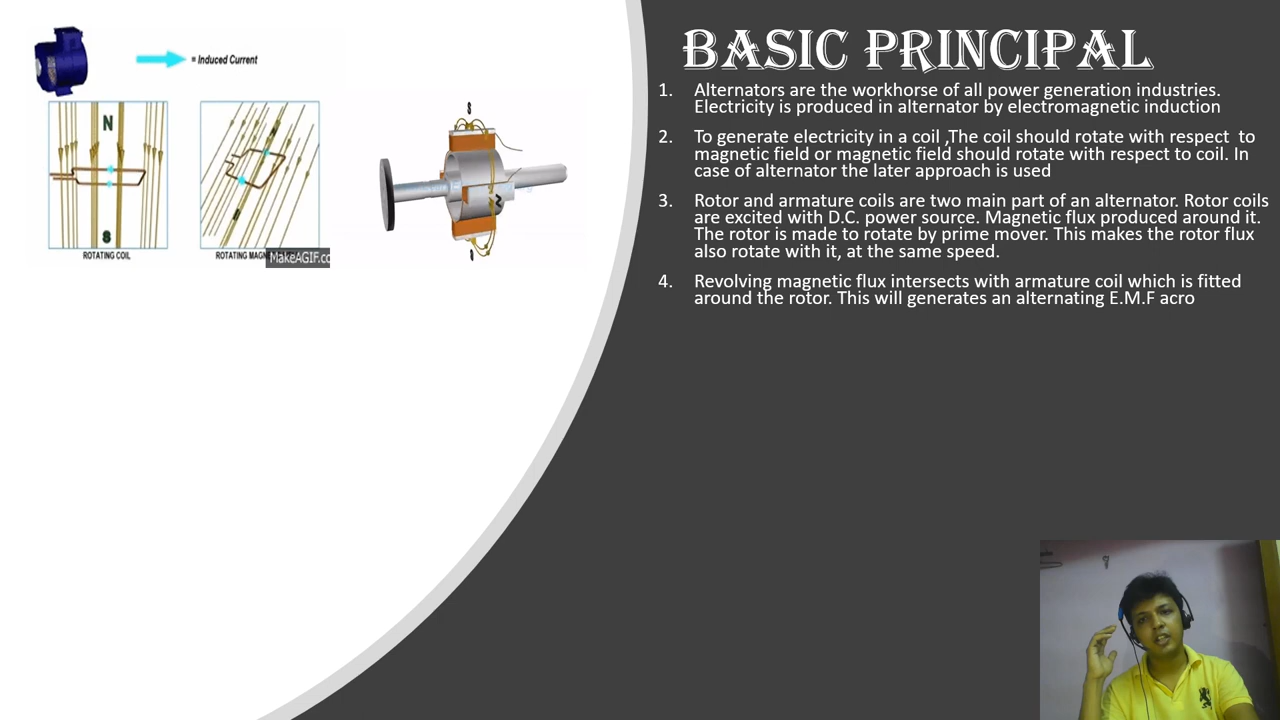 BASIC PRINCIPAL
= Induced Current
N
S
ROTATING COIL
ROTATING MAGNE
MakeAGIF.co
S
N
S
1. Alternators are the workhorse of all power generation industries.
Electricity is produced in alternator by electromagnetic induction
2. To generate electricity in a coil ,The coil should rotate with respect to
magnetic field or magnetic field should rotate with respect to coil. In
case of alternator the later approach is used
3. Rotor and armature coils are two main part of an alternator. Rotor coils
are excited with D.C. power source. Magnetic flux produced around it.
The rotor is made to rotate by prime mover. This makes the rotor flux
also rotate with it, at the same speed.
4. Revolving magnetic flux intersects with armature coil which is fitted
around the rotor. This will generates an alternating E.M.F acro